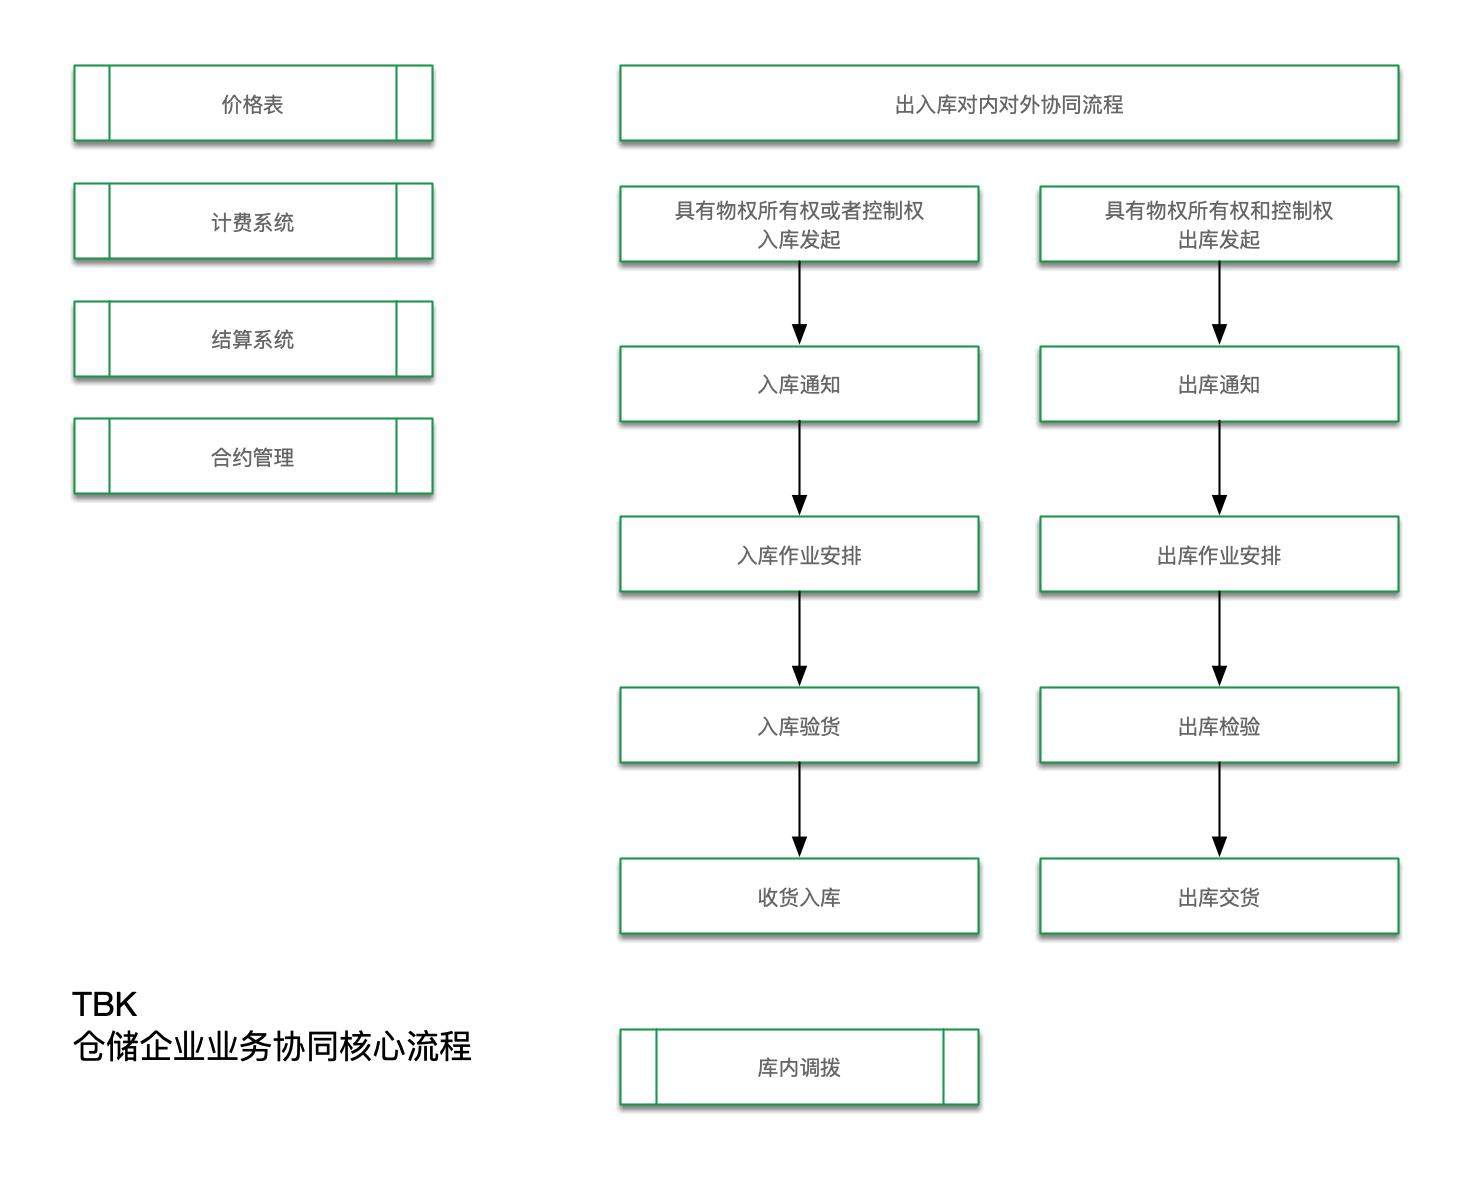 价格表
计费系统
结算系统
合约管理
出入库对内对外协同流程
具有物权所有权或者控制权
入库发起
入库通知
入库作业安排
入库验货
收货入库
具有物权所有权和控制权
出库发起
出库通知
出库作业安排
出库检验
出库交货
库内调拨
TBK
仓储企业业务协同核心流程